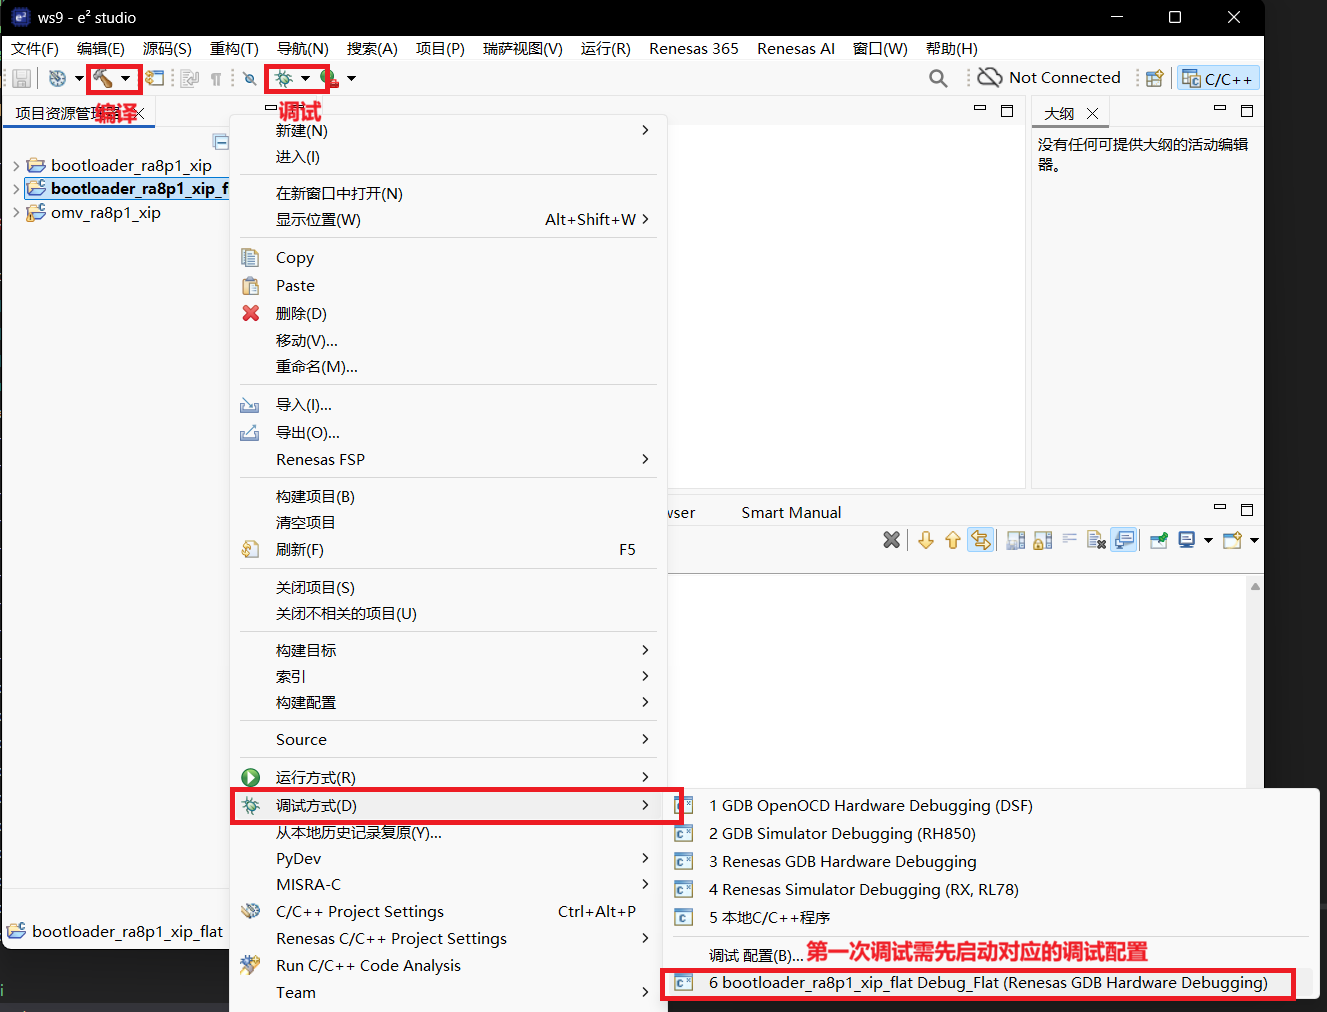 ws9 - e² studio
文件(F) 编辑(E) 源码(S) 重构(T) 导航(N) 搜索(A) 项目(P) 瑞萨视图(V) 运行(R) Renesas 365 Renesas AI 窗口(W) 帮助(H)
Not Connected C/C++
编译
调试
项目资源管理器
大纲
没有任何可提供大纲的活动编辑
器。
bootloader_ra8p1_xip
bootloader_ra8p1_xip_f
omv_ra8p1_xip
新建(N)
进入(I)
在新窗口中打开(N)
显示位置(W) Alt+Shift+W
Copy
Paste
删除(D)
移动(V)...
重命名(M)...
导入(I)...
导出(O)...
Renesas FSP
构建项目(B)
清空项目
刷新(F) F5
关闭项目(S)
关闭不相关的项目(U)
构建目标
索引
构建配置
Source
运行方式(R)
调试方式(D)
从本地历史记录复原(Y)...
PyDev
MISRA-C
C/C++ Project Settings Ctrl+Alt+P
Renesas C/C++ Project Settings
Run C/C++ Code Analysis
Team
wser Smart Manual
1 GDB OpenOCD Hardware Debugging (DSF)
2 GDB Simulator Debugging (RH850)
3 Renesas GDB Hardware Debugging
4 Renesas Simulator Debugging (RX, RL78)
5 本地C/C++程序
调试 配置(B)... 第一次调试需先启动对应的调试配置
6 bootloader_ra8p1_xip_flat Debug_Flat (Renesas GDB Hardware Debugging)
bootloader_ra8p1_xip_flat